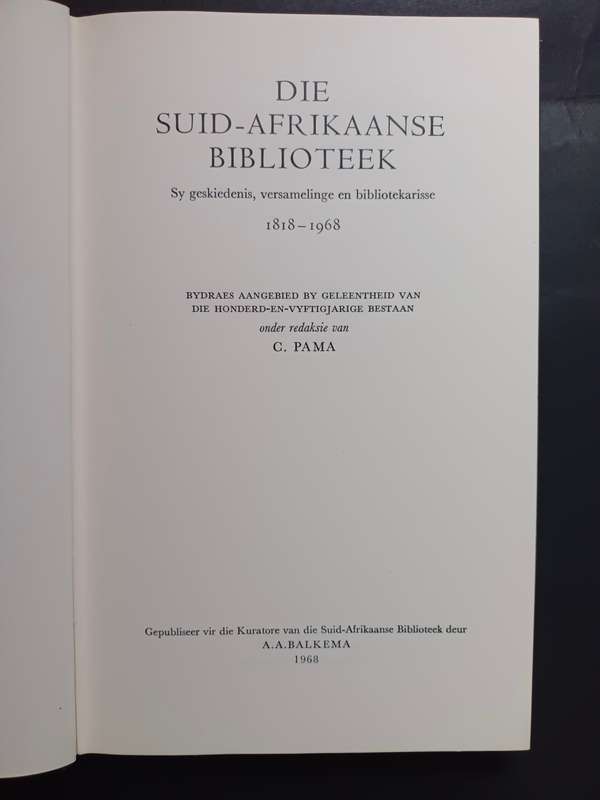 DIE
SUID-AFRIKAANSE
BIBLIOTEEK
Sy geskiedenis, versamelinge en bibliotekarisse
1818–1968
BYDRAES AANGEBIED BY GELEENTHEID VAN
DIE HONDERD-EN-VYFTIGJARIGE BESTAAN
onder redaksie van
C. PAMA
Gepubliseer vir die Kuratore van die Suid-Afrikaanse Biblioteek deur
A.A.BALKEMA
1968